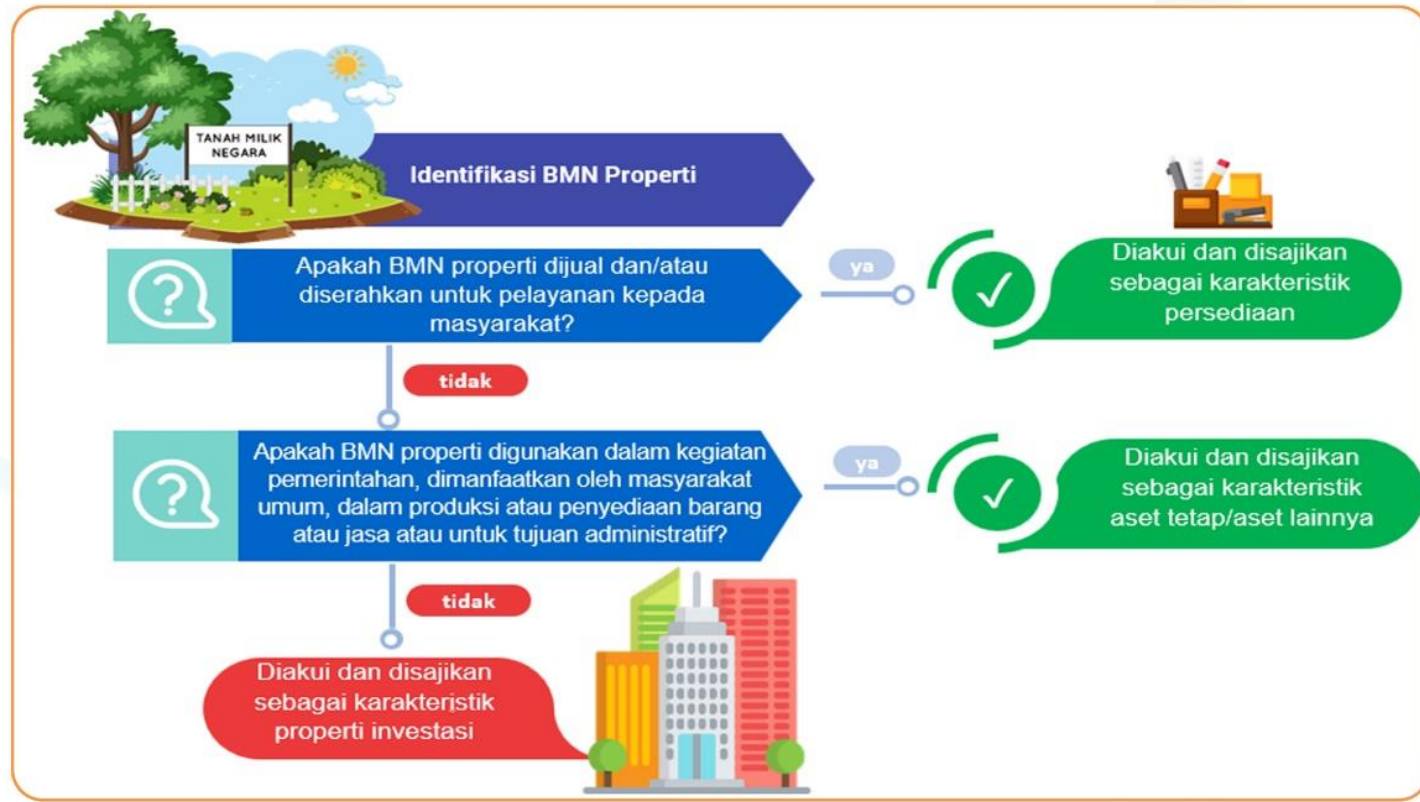 TANAH MILIK
NEGARA
Identifikasi BMN Properti
Apakah BMN properti dijual dan/atau
diserahkan untuk pelayanan kepada
masyarakat?
ya
Diakui dan disajikan
sebagai karakteristik
persediaan
tidak
Apakah BMN properti digunakan dalam kegiatan
pemerintahan, dimanfaatkan oleh masyarakat
umum, dalam produksi atau penyediaan barang
atau jasa atau untuk tujuan administratif?
ya
Diakui dan disajikan
sebagai karakteristik
aset tetap/aset lainnya
tidak
Diakui dan disajikan
sebagai karakteristik
properti investasi